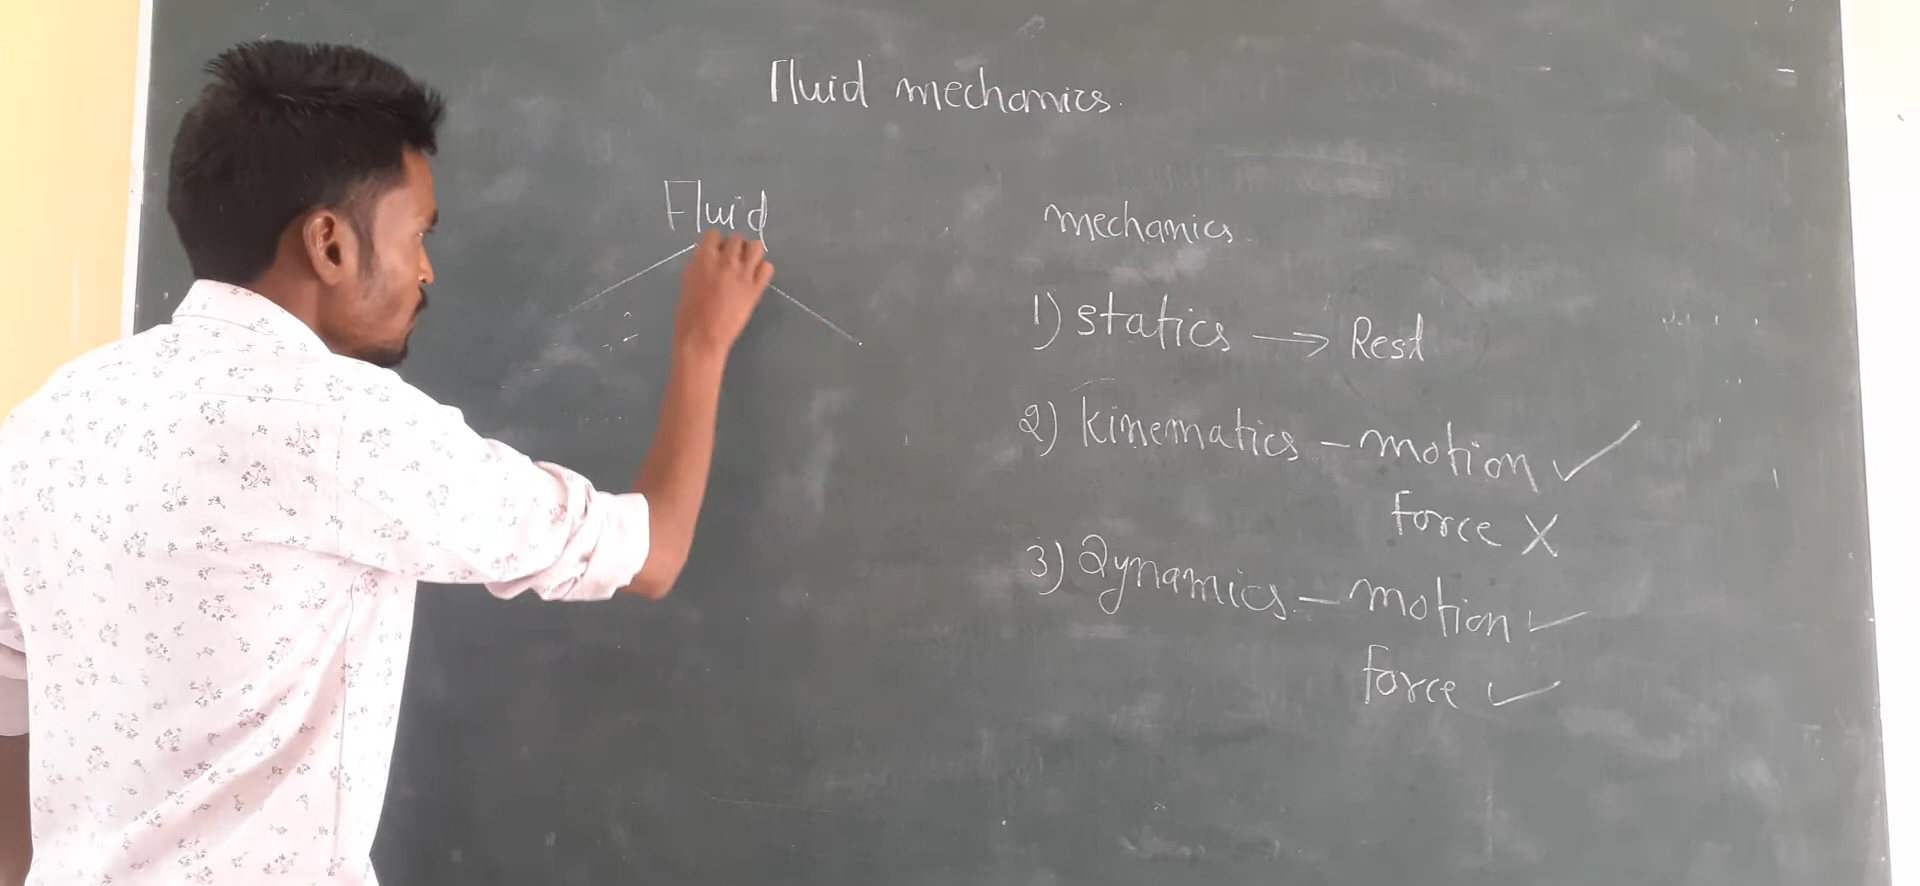 Fluid mechanics.
Fluid
mechanics.
1) statics → Rest
2) kinematics - motion ✓
force X
3) Dynamics - motion ✓
force ✓